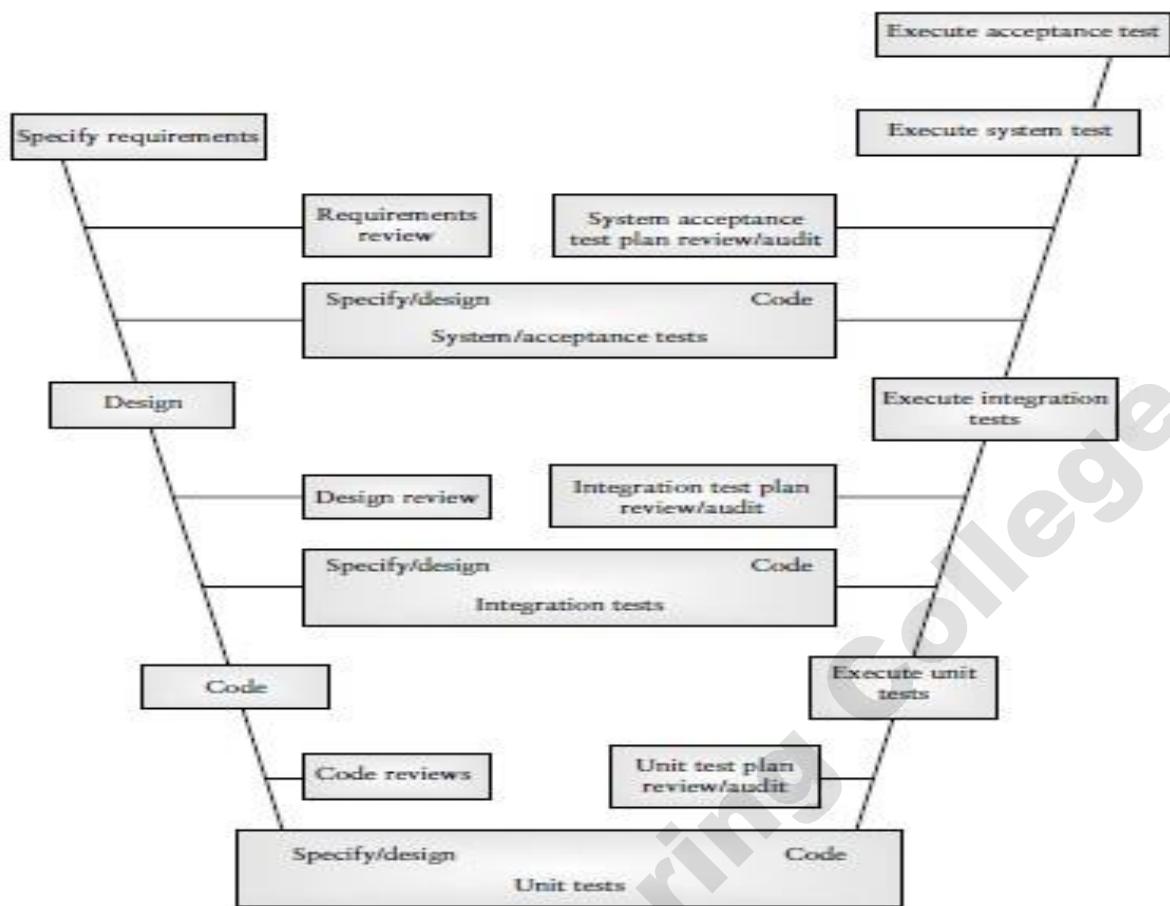 Execute acceptance test
Specify requirements
Execute system test
Requirements
review
System acceptance
test plan review/audit
Specify/design Code
System/acceptance tests
Design
Execute integration
tests
Design review
Integration test plan
review/audit
Specify/design Code
Integration tests
Code
Execute unit
tests
Code reviews
Unit test plan
review/audit
Specify/design Code
Unit tests
ring College